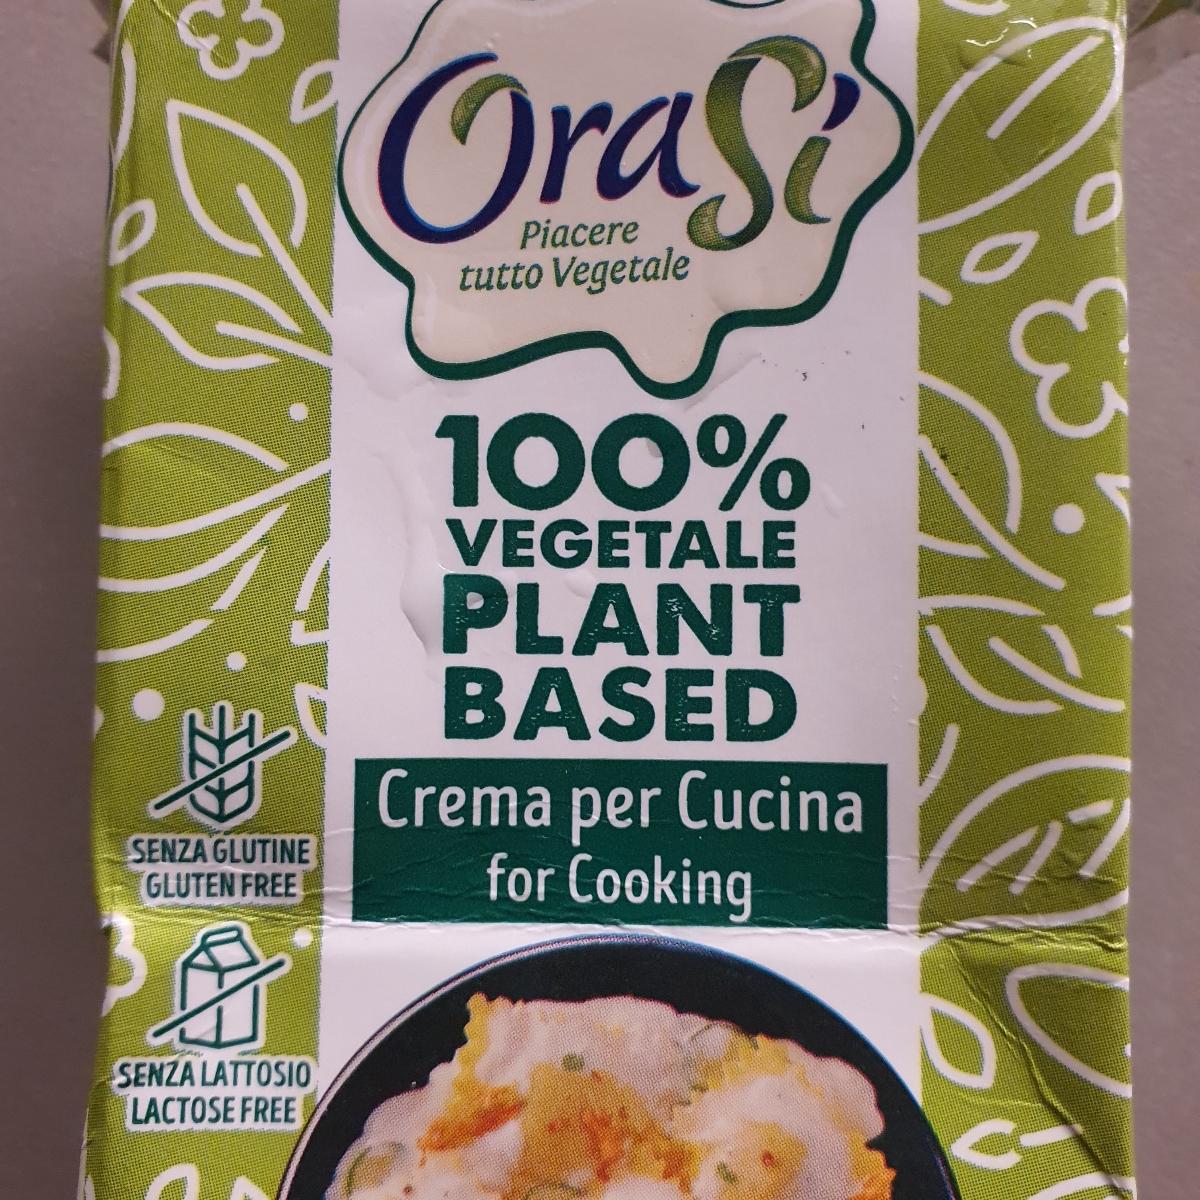 OraSì
Piacere
tutto Vegetale
100%
VEGETALE
PLANT
BASED
Crema per Cucina
for Cooking
SENZA GLUTINE
GLUTEN FREE
SENZA LATTOSIO
LACTOSE FREE